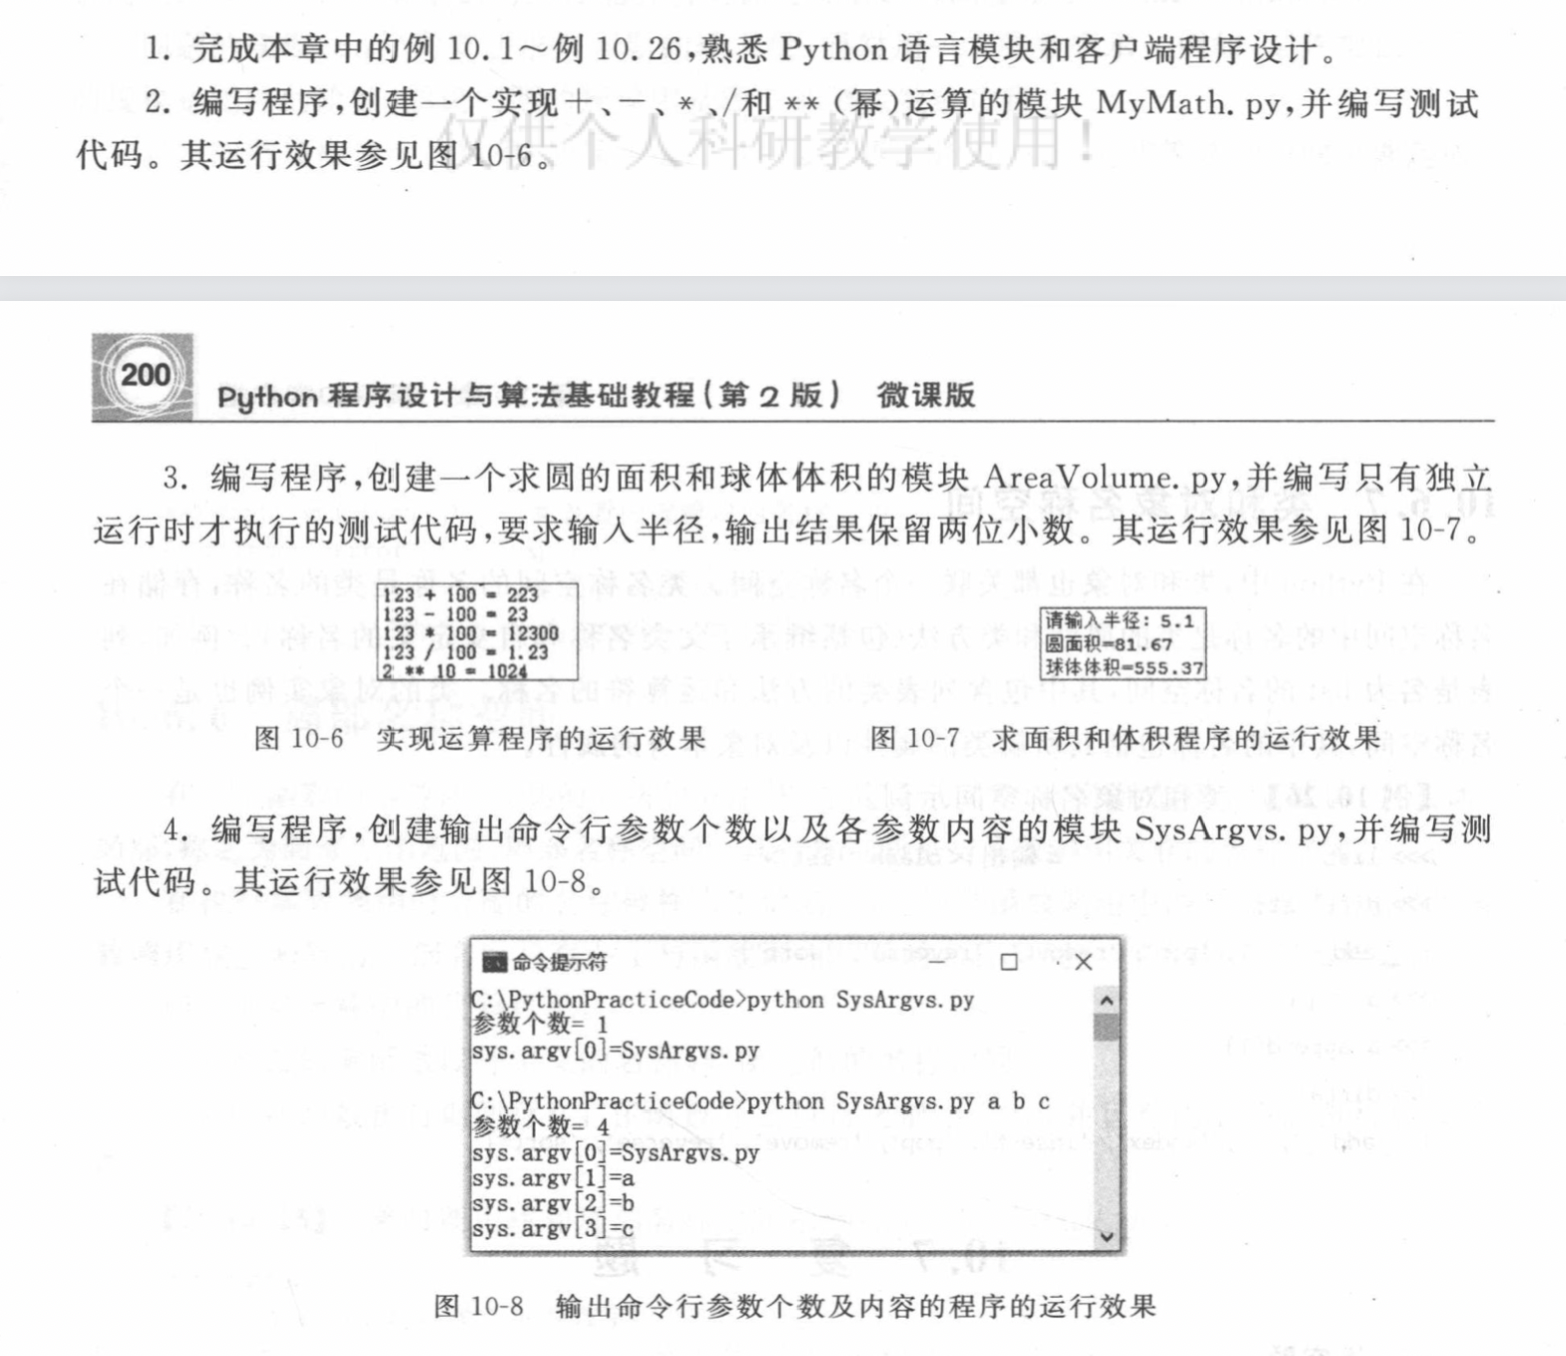 1. 完成本章中的例 10.1～例 10.26,熟悉 Python 语言模块和客户端程序设计。
2. 编写程序,创建一个实现＋、－、*、/和 **(幂)运算的模块 MyMath.py,并编写测试
代码。其运行效果参见图 10-6。
仅供个人科研教学使用!
200
Python 程序设计与算法基础教程(第 2 版) 微课版
3. 编写程序,创建一个求圆的面积和球体体积的模块 AreaVolume.py,并编写只有独立
运行时才执行的测试代码,要求输入半径,输出结果保留两位小数。其运行效果参见图 10-7。
123 + 100 = 223
123 - 100 = 23
123 * 100 = 12300
123 / 100 = 1.23
2 ** 10 = 1024
请输入半径: 5.1
圆面积=81.67
球体体积=555.37
图 10-6 实现运算程序的运行效果
图 10-7 求面积和体积程序的运行效果
4. 编写程序,创建输出命令行参数个数以及各参数内容的模块 SysArgvs.py,并编写测
试代码。其运行效果参见图 10-8。
命令提示符
C:\PythonPracticeCode>python SysArgvs.py
参数个数= 1
sys.argv[0]=SysArgvs.py
C:\PythonPracticeCode>python SysArgvs.py a b c
参数个数= 4
sys.argv[0]=SysArgvs.py
sys.argv[1]=a
sys.argv[2]=b
sys.argv[3]=c
图 10-8 输出命令行参数个数及内容的程序的运行效果